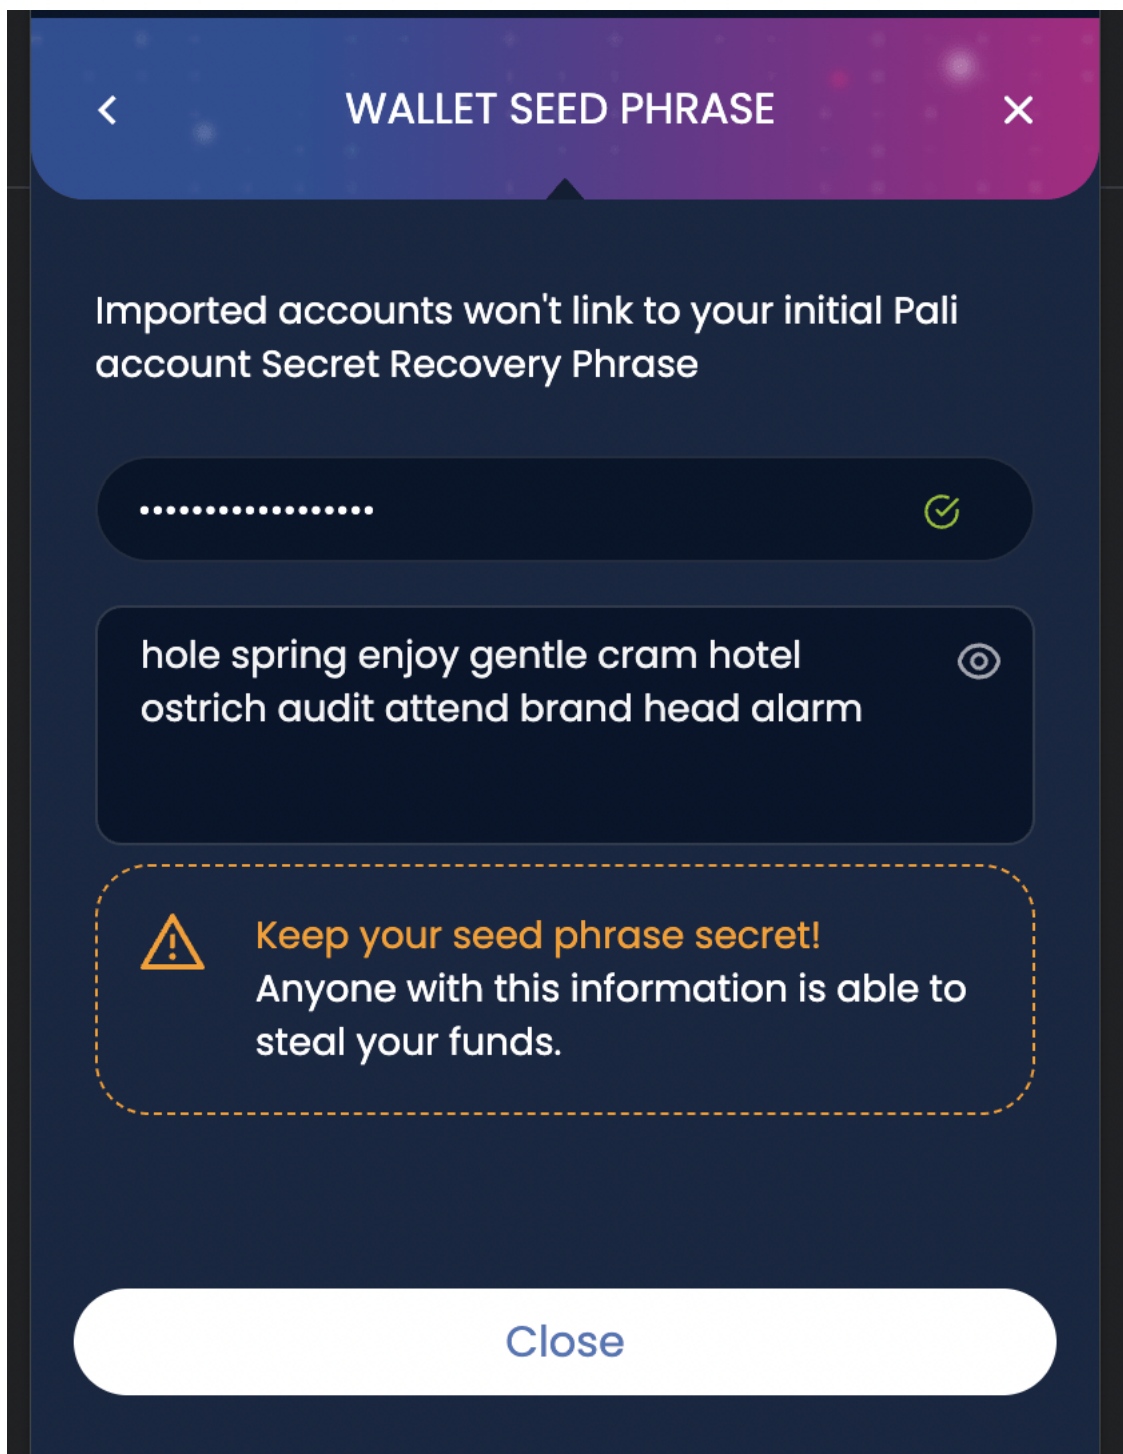 WALLET SEED PHRASE
Imported accounts won't link to your initial Pali
account Secret Recovery Phrase
hole spring enjoy gentle cram hotel
ostrich audit attend brand head alarm
Keep your seed phrase secret!
Anyone with this information is able to
steal your funds.
Close